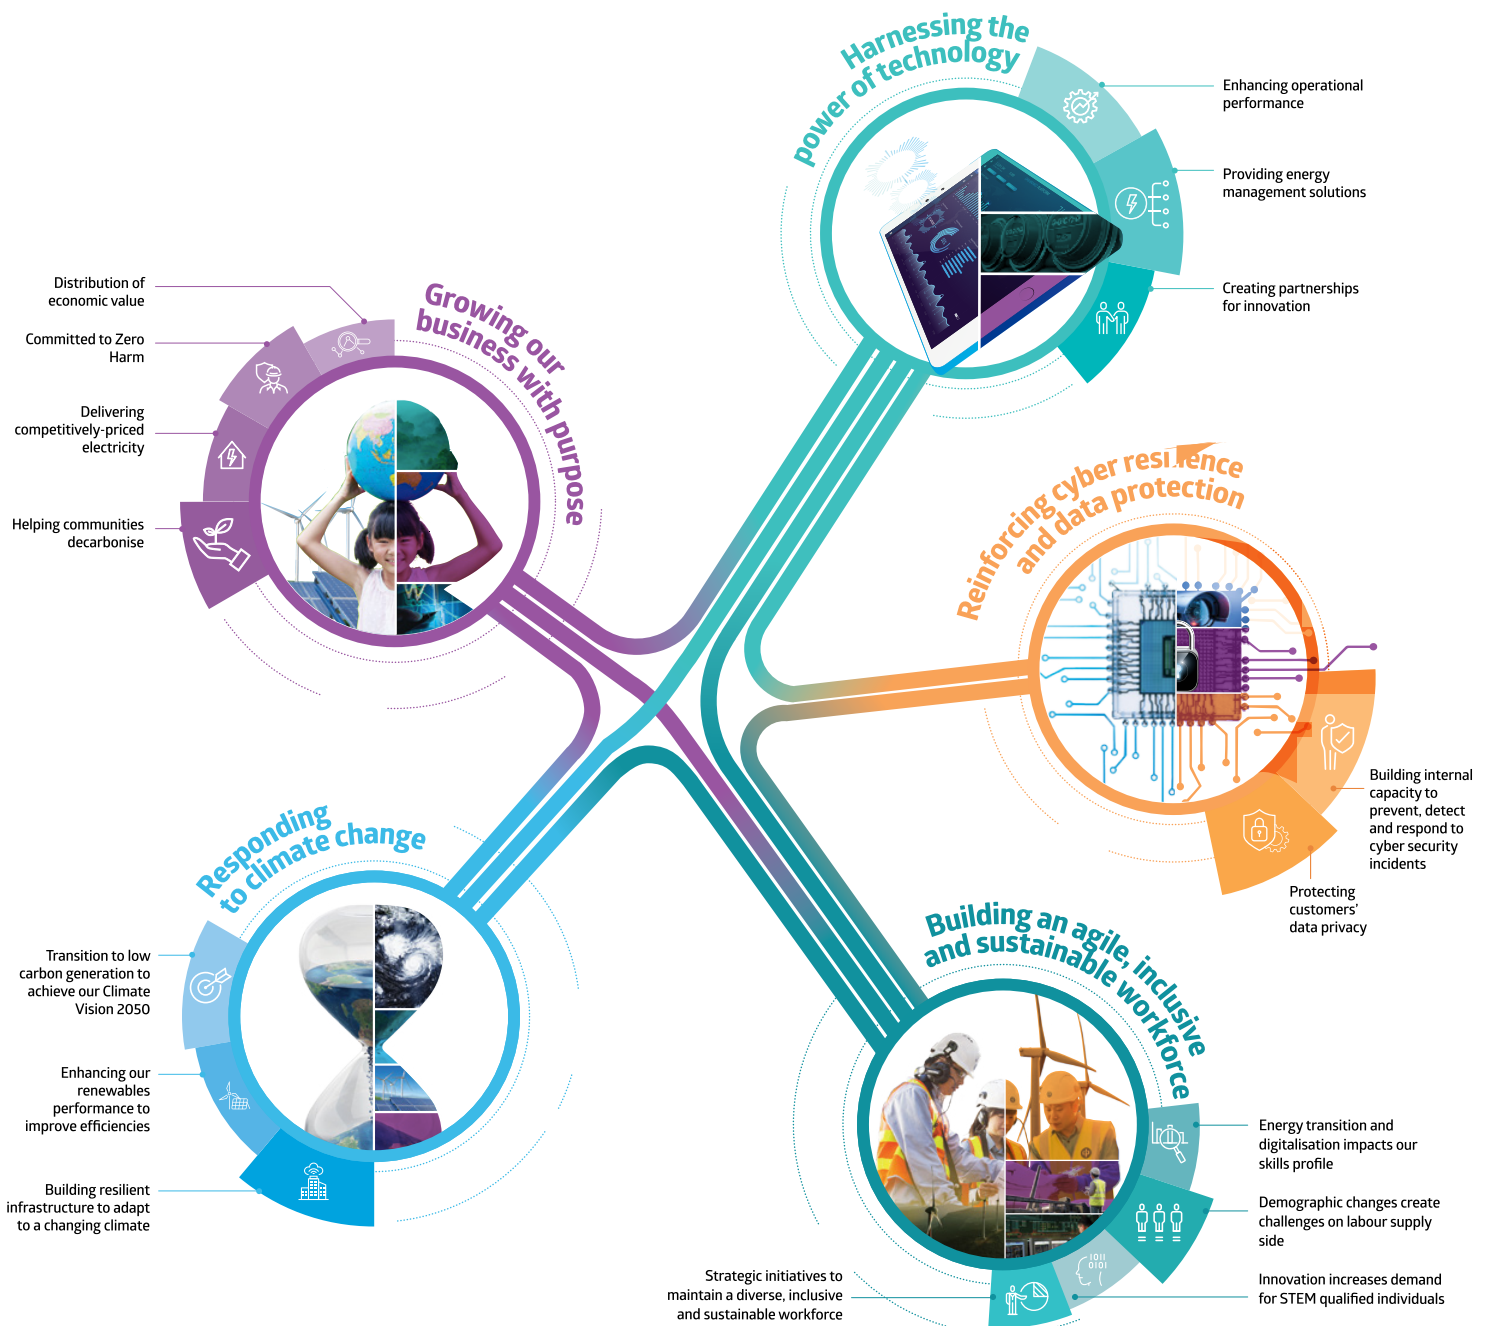 Harnessing the
power of technology
Enhancing operational
performance
Providing energy
management solutions
Creating partnerships
for innovation
Growing our
business with purpose
Distribution of
economic value
Committed to Zero
Harm
Delivering
competitively-priced
electricity
Helping communities
decarbonise
Reinforcing cyber resilience
and data protection
Building internal
capacity to
prevent, detect
and respond to
cyber security
incidents
Protecting
customers'
data privacy
Responding
to climate change
Transition to low
carbon generation to
achieve our Climate
Vision 2050
Enhancing our
renewables
performance to
improve efficiencies
Building resilient
infrastructure to adapt
to a changing climate
Building an agile, inclusive
and sustainable workforce
Energy transition and
digitalisation impacts our
skills profile
Demographic changes create
challenges on labour supply
side
Innovation increases demand
for STEM qualified individuals
1011
0101
Strategic initiatives to
maintain a diverse, inclusive
and sustainable workforce